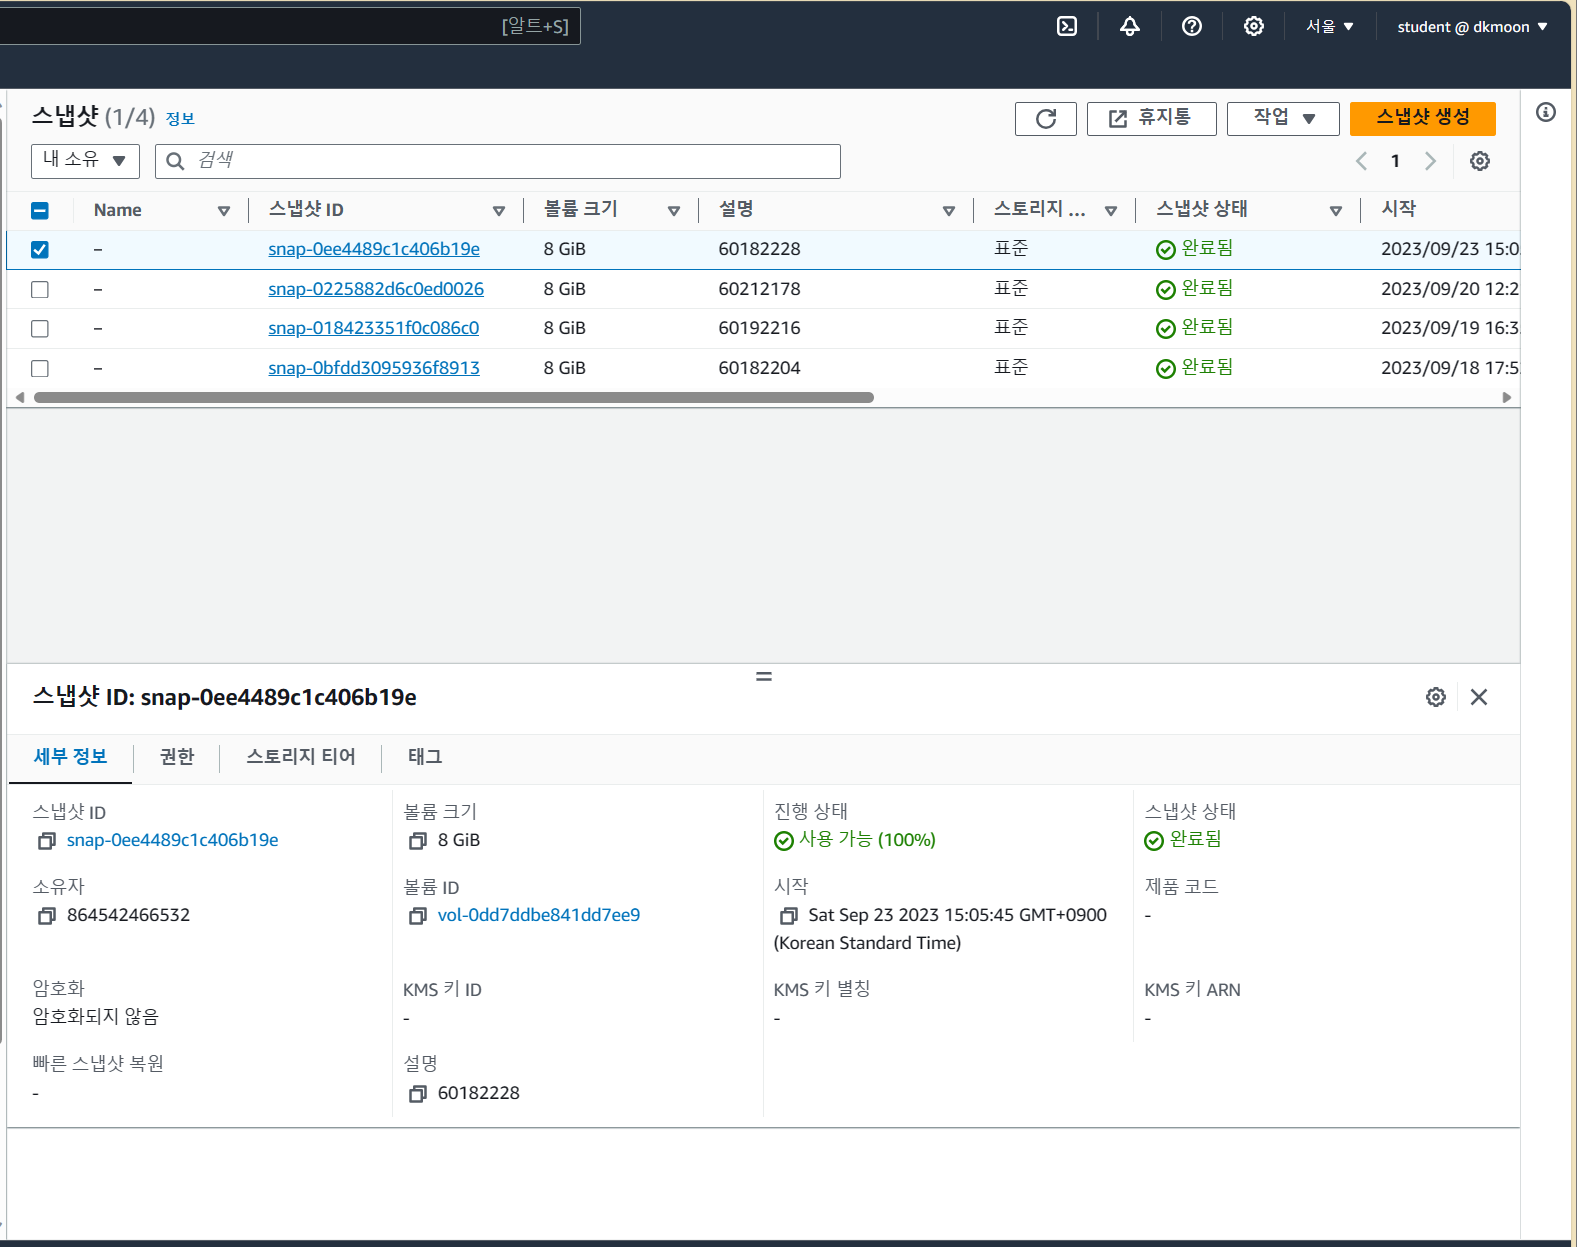 [알트+S]
서울
student @ dkmoon
스냅샷 (1/4) 정보
휴지통
작업
스냅샷 생성
내 소유
검색
1
Name 스냅샷 ID 볼륨 크기 설명 스토리지 ... 스냅샷 상태 시작
– snap-0ee4489c1c406b19e 8 GiB 60182228 표준 완료됨 2023/09/23 15:0
– snap-0225882d6c0ed0026 8 GiB 60212178 표준 완료됨 2023/09/20 12:2
– snap-018423351f0c086c0 8 GiB 60192216 표준 완료됨 2023/09/19 16:3
– snap-0bfdd3095936f8913 8 GiB 60182204 표준 완료됨 2023/09/18 17:5
스냅샷 ID: snap-0ee4489c1c406b19e
세부 정보 권한 스토리지 티어 태그
스냅샷 ID 볼륨 크기 진행 상태 스냅샷 상태
snap-0ee4489c1c406b19e 8 GiB 사용 가능 (100%) 완료됨
소유자 볼륨 ID 시작 제품 코드
864542466532 vol-0dd7ddbe841dd7ee9 Sat Sep 23 2023 15:05:45 GMT+0900 -
(Korean Standard Time)
암호화 KMS 키 ID KMS 키 별칭 KMS 키 ARN
암호화되지 않음 - - -
빠른 스냅샷 복원 설명
- 60182228